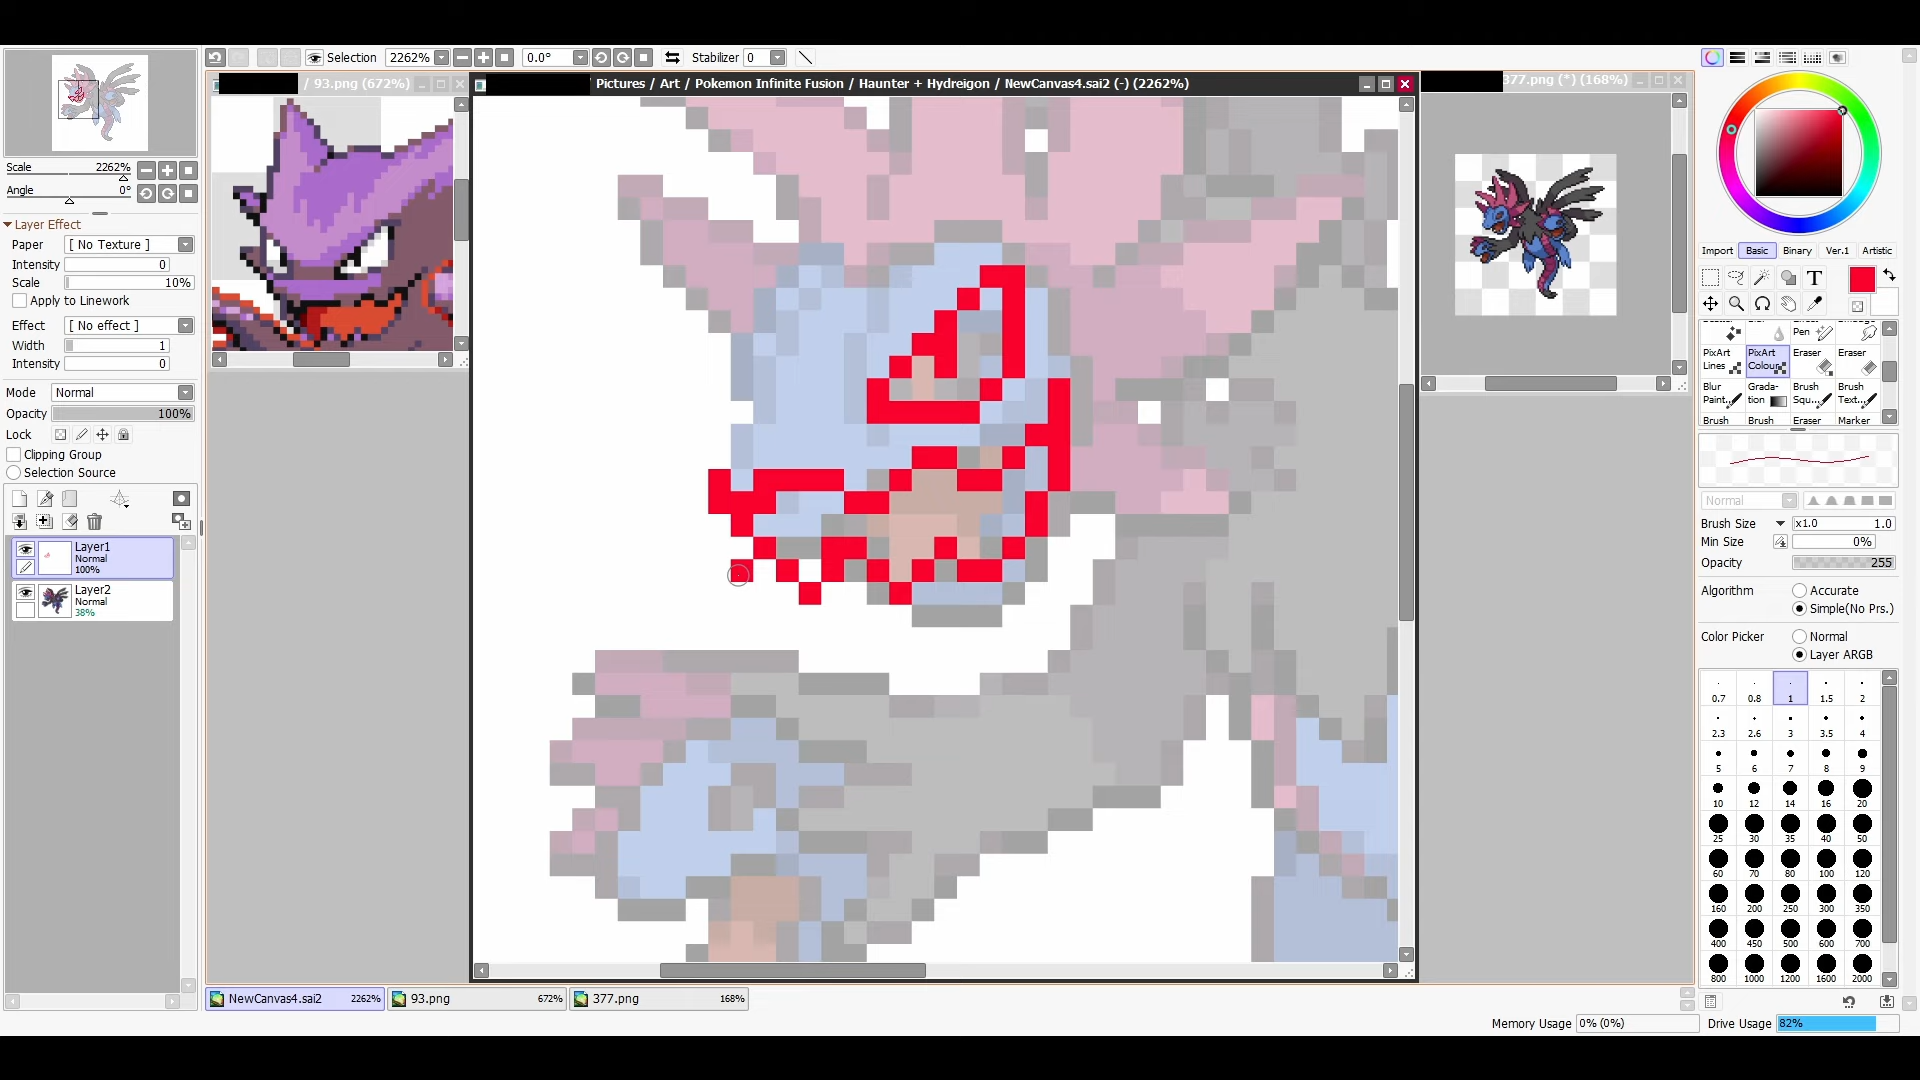 Selection 2262% 0.0° Stabilizer 0
/ 93.png (672%)
Pictures / Art / Pokemon Infinite Fusion / Haunter + Hydreigon / NewCanvas4.sai2 (-) (2262%)
377.png (*) (168%)
Scale 2262%
Angle 0°
Layer Effect
Paper [ No Texture ]
Intensity 0
Scale 10%
Apply to Linework
Effect [ No effect ]
Width 1
Intensity 0
Mode Normal
Opacity 100%
Lock
Clipping Group
Selection Source
Layer1
Normal
100%
Layer2
Normal
38%
Import Basic Binary Ver.1 Artistic
T
Pen
PixArt Lines
PixArt Colour
Eraser
Eraser
Blur Paint..
Grada-tion
Brush Squ...
Brush Text...
Brush Brush Eraser Marker
Normal
Brush Size x1.0 1.0
Min Size 0%
Opacity 255
Algorithm Accurate
Simple(No Prs.)
Color Picker Normal
Layer ARGB
0.7 0.8 1 1.5 2
2.3 2.6 3 3.5 4
5 6 7 8 9
10 12 14 16 20
25 30 35 40 50
60 70 80 100 120
160 200 250 300 350
400 450 500 600 700
800 1000 1200 1600 2000
NewCanvas4.sai2 2262% 93.png 672% 377.png 168%
Memory Usage 0% (0%) Drive Usage 82%